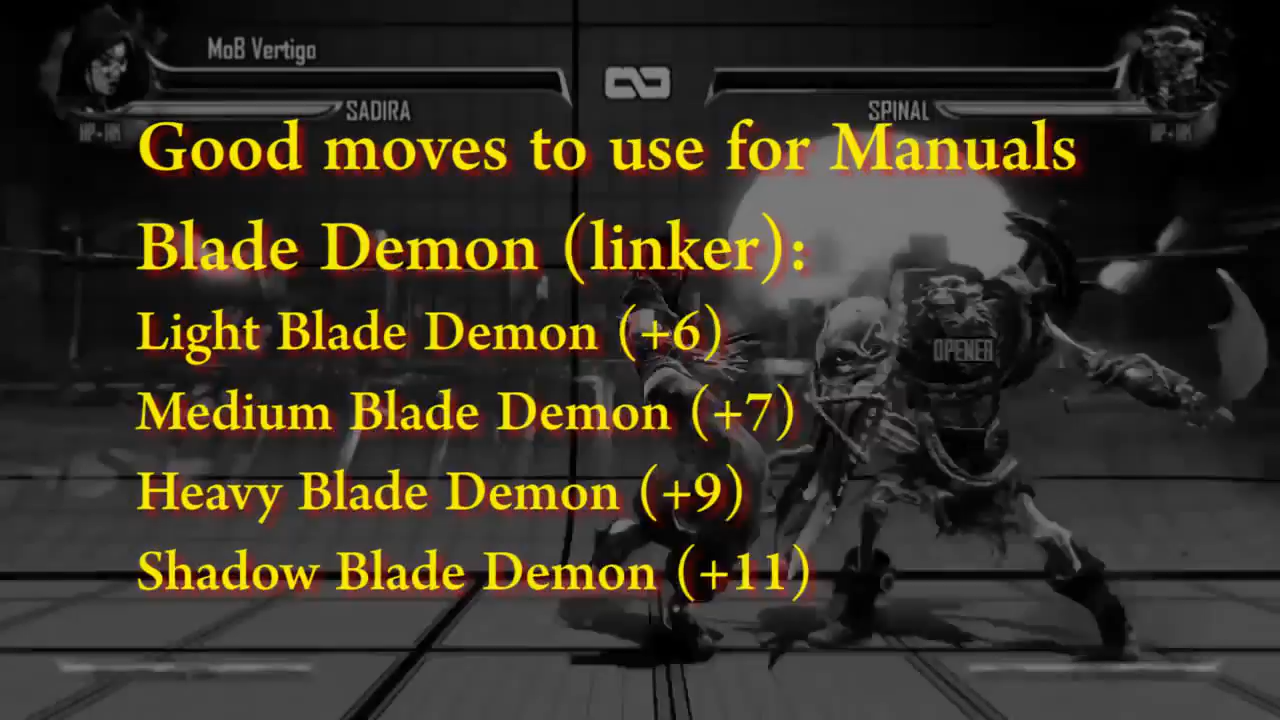 MoB Vertigo
SADIRA
SPINAL
Good moves to use for Manuals
Blade Demon (linker):
Light Blade Demon (+6)
OPENER
Medium Blade Demon (+7)
Heavy Blade Demon (+9)
Shadow Blade Demon (+11)